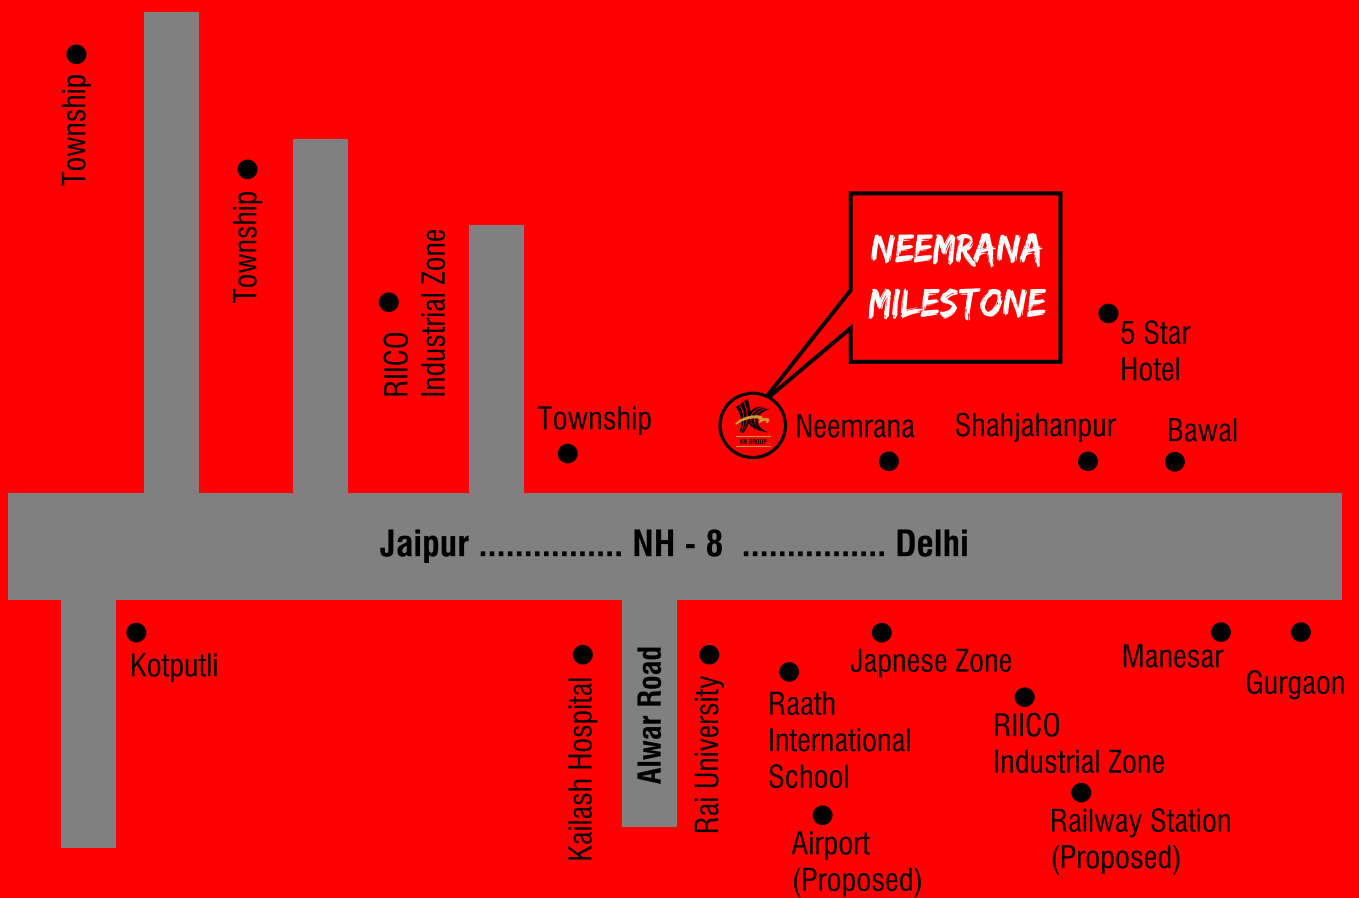 Township
Township
RIICO
Industrial Zone
Township
NEEMRANA
MILESTONE
KN GROUP
Neemrana
Shahjahanpur
5 Star
Hotel
Bawal
Jaipur ................ NH - 8 ................ Delhi
Kotputli
Kailash Hospital
Alwar Road
Rai University
Raath
International
School
Airport
(Proposed)
Japnese Zone
RIICO
Industrial Zone
Railway Station
(Proposed)
Manesar
Gurgaon